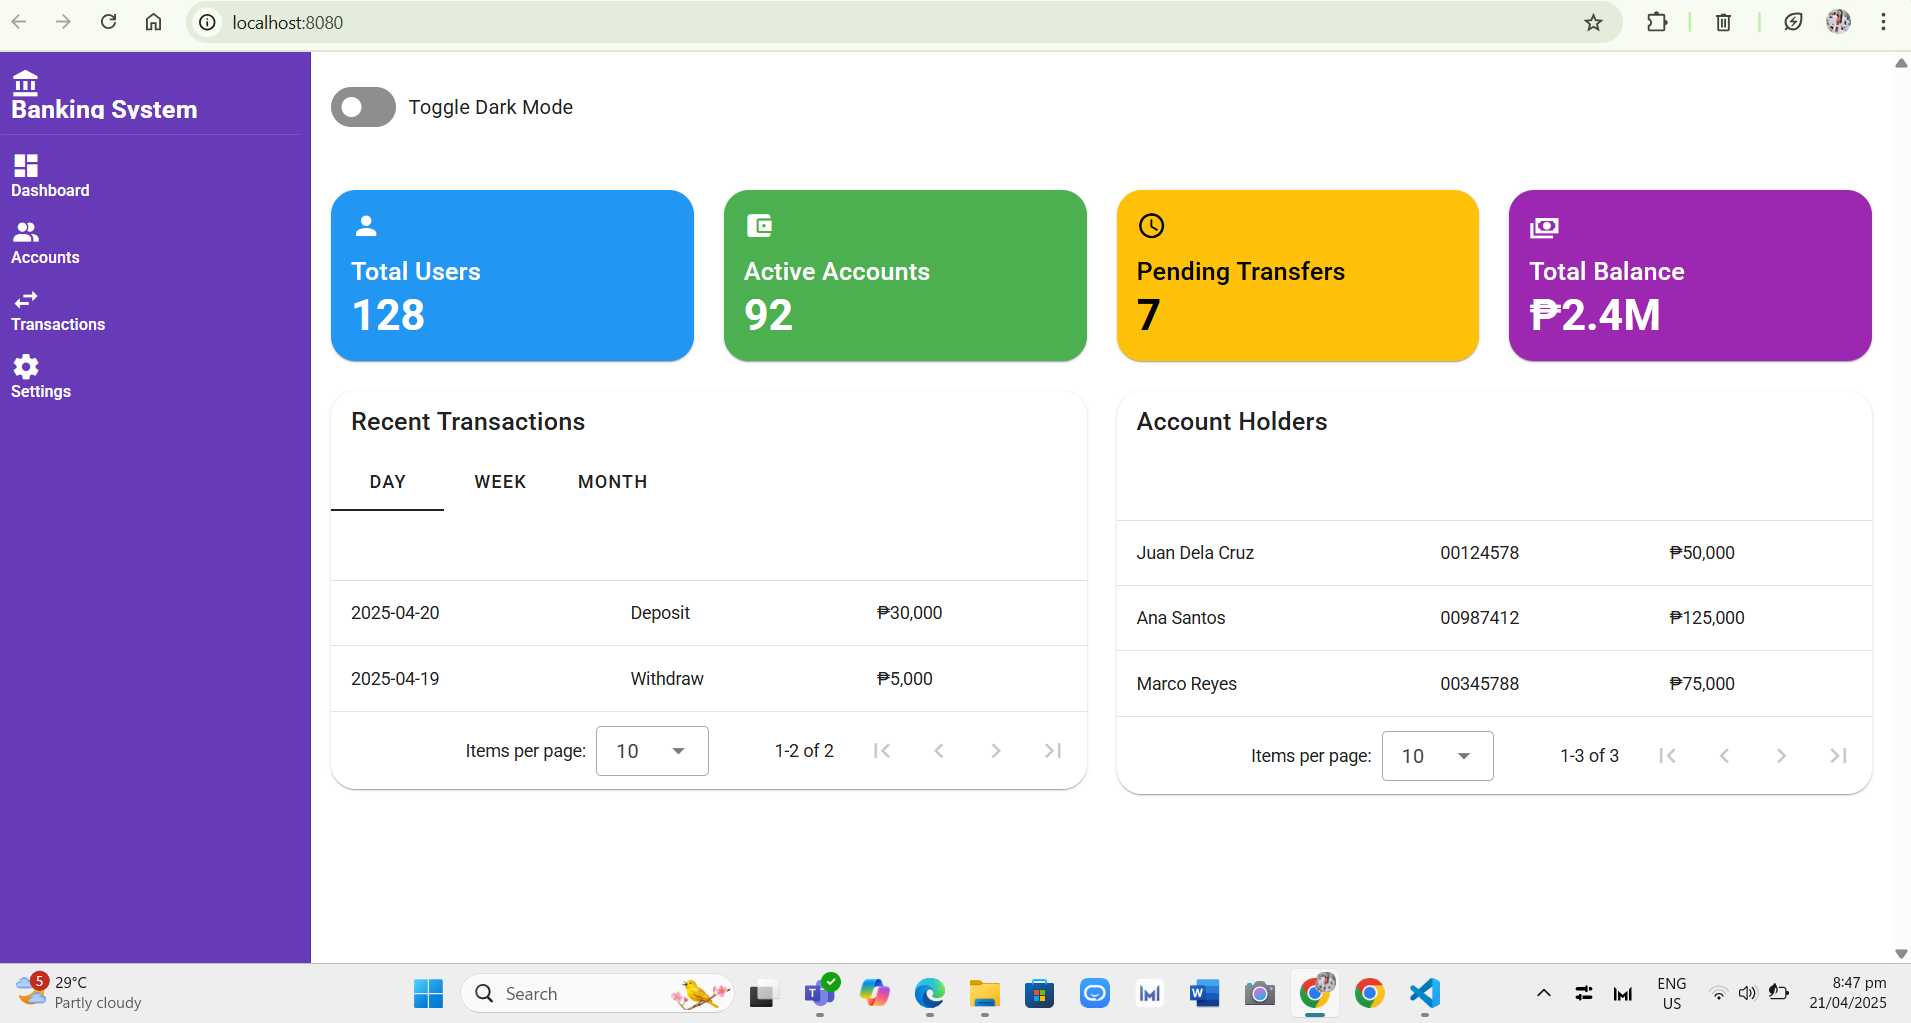 localhost:8080
Banking System
Dashboard
Accounts
Transactions
Settings
Toggle Dark Mode
Total Users
128
Active Accounts
92
Pending Transfers
7
Total Balance
₱2.4M
Recent Transactions
DAY WEEK MONTH
2025-04-20 Deposit ₱30,000
2025-04-19 Withdraw ₱5,000
Items per page: 10 1-2 of 2
Account Holders
Juan Dela Cruz 00124578 ₱50,000
Ana Santos 00987412 ₱125,000
Marco Reyes 00345788 ₱75,000
Items per page: 10 1-3 of 3
5
29°C
Partly cloudy
Search
ENG
US
8:47 pm
21/04/2025